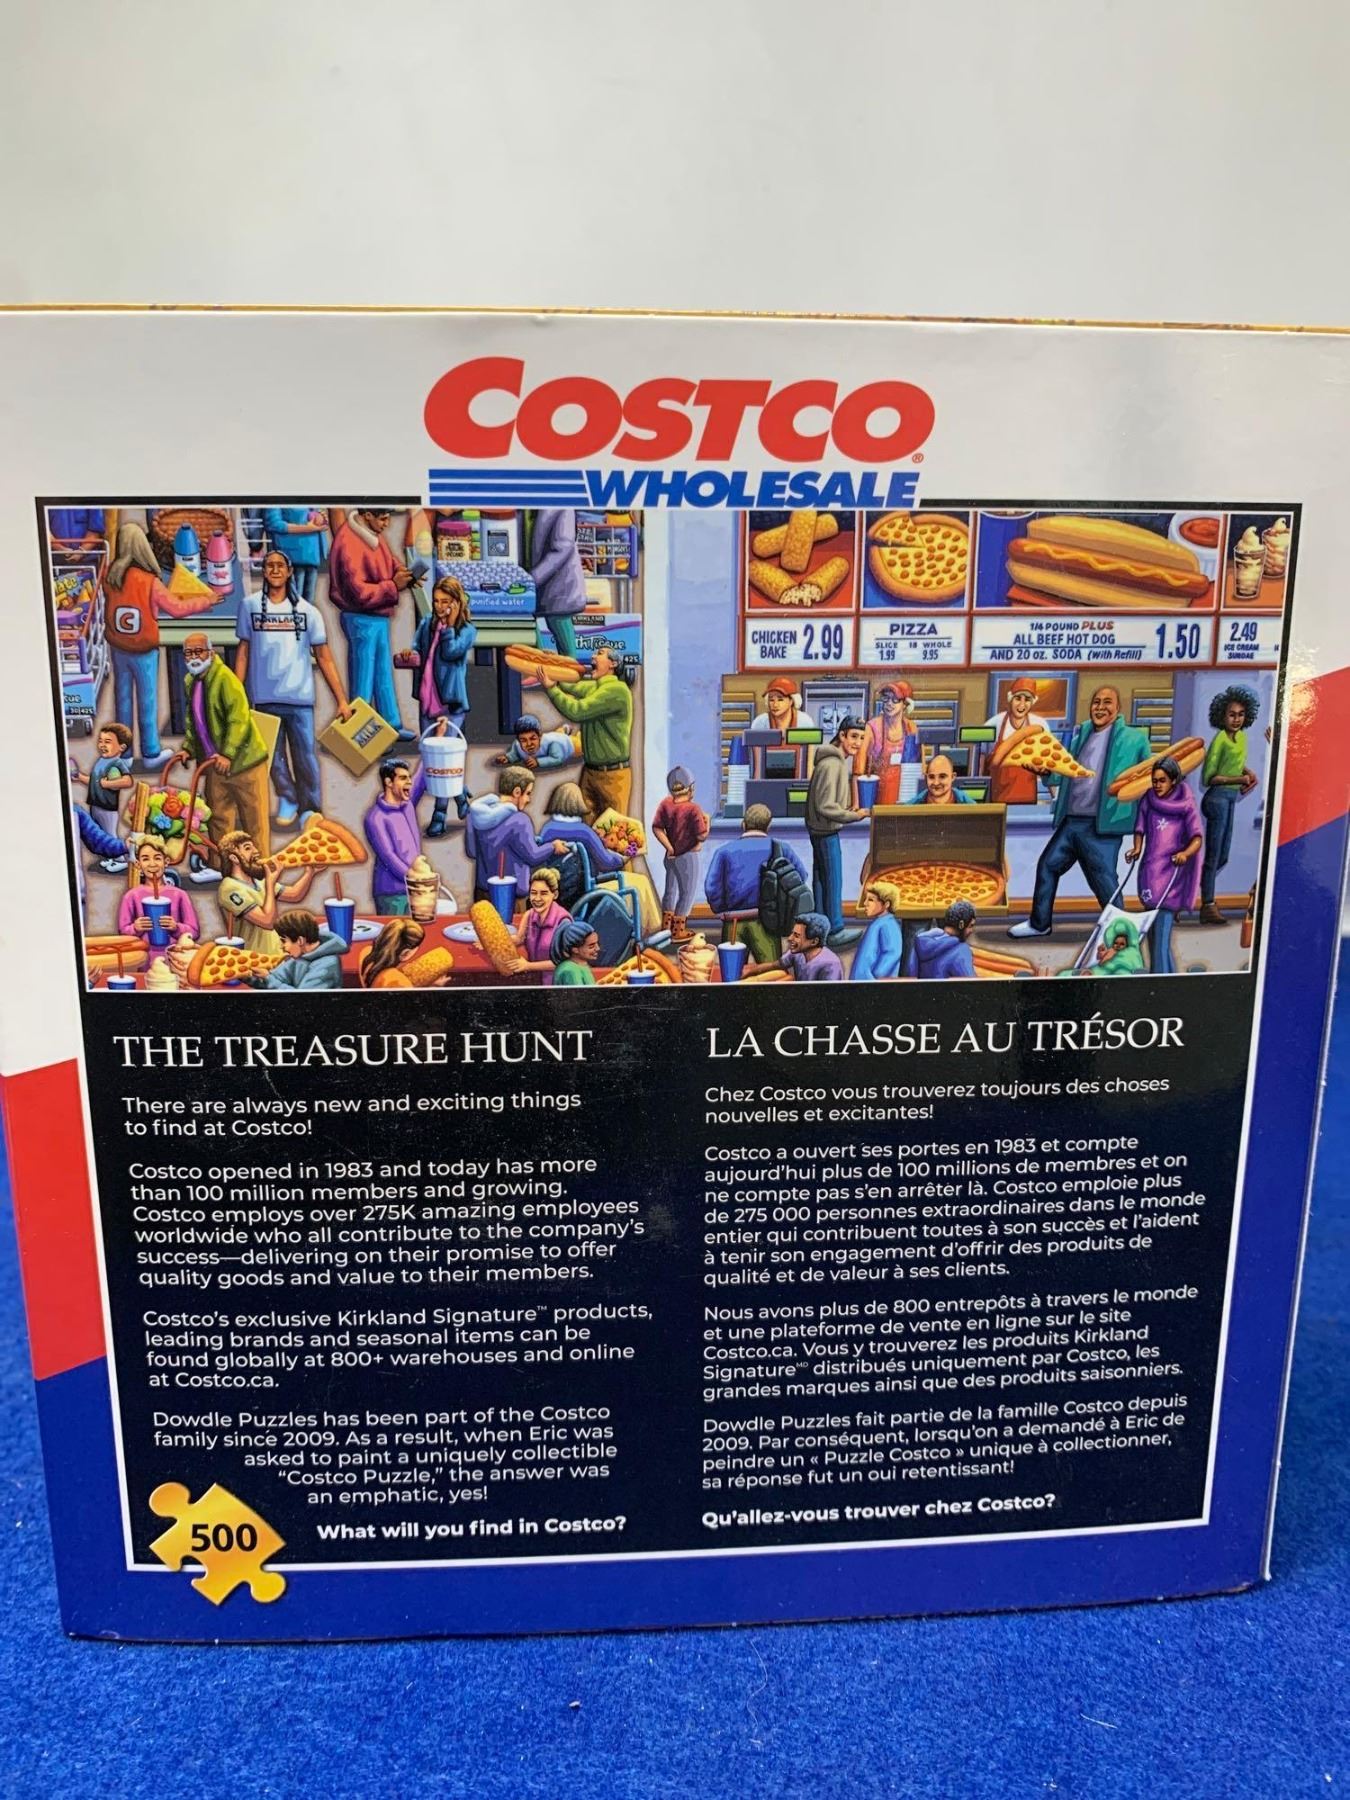 COSTCO
WHOLESALE
purified water
KIRKLAND
MILK
COSTCO
C
CHICKEN
BAKE
2.99
PIZZA
SLICE 18 WHOLE
1.99 9.95
1/4 POUND PLUS
ALL BEEF HOT DOG
AND 20 oz. SODA (With Refill)
1.50
2.49
ICE CREAM
SUNDAE
THE TREASURE HUNT
There are always new and exciting things
to find at Costco!
Costco opened in 1983 and today has more
than 100 million members and growing.
Costco employs over 275K amazing employees
worldwide who all contribute to the company's
success—delivering on their promise to offer
quality goods and value to their members.
Costco's exclusive Kirkland Signature™ products,
leading brands and seasonal items can be
found globally at 800+ warehouses and online
at Costco.ca.
Dowdle Puzzles has been part of the Costco
family since 2009. As a result, when Eric was
asked to paint a uniquely collectible
“Costco Puzzle,” the answer was
an emphatic, yes!
What will you find in Costco?
500
LA CHASSE AU TRÉSOR
Chez Costco vous trouverez toujours des choses
nouvelles et excitantes!
Costco a ouvert ses portes en 1983 et compte
aujourd'hui plus de 100 millions de membres et on
ne compte pas s'en arrêter là. Costco emploie plus
de 275 000 personnes extraordinaires dans le monde
entier qui contribuent toutes à son succès et l'aident
à tenir son engagement d'offrir des produits de
qualité et de valeur à ses clients.
Nous avons plus de 800 entrepôts à travers le monde
et une plateforme de vente en ligne sur le site
Costco.ca. Vous y trouverez les produits Kirkland
Signature MD distribués uniquement par Costco, les
grandes marques ainsi que des produits saisonniers.
Dowdle Puzzles fait partie de la famille Costco depuis
2009. Par conséquent, lorsqu'on a demandé à Eric de
peindre un « Puzzle Costco » unique à collectionner,
sa réponse fut un oui retentissant!
Qu'allez-vous trouver chez Costco?